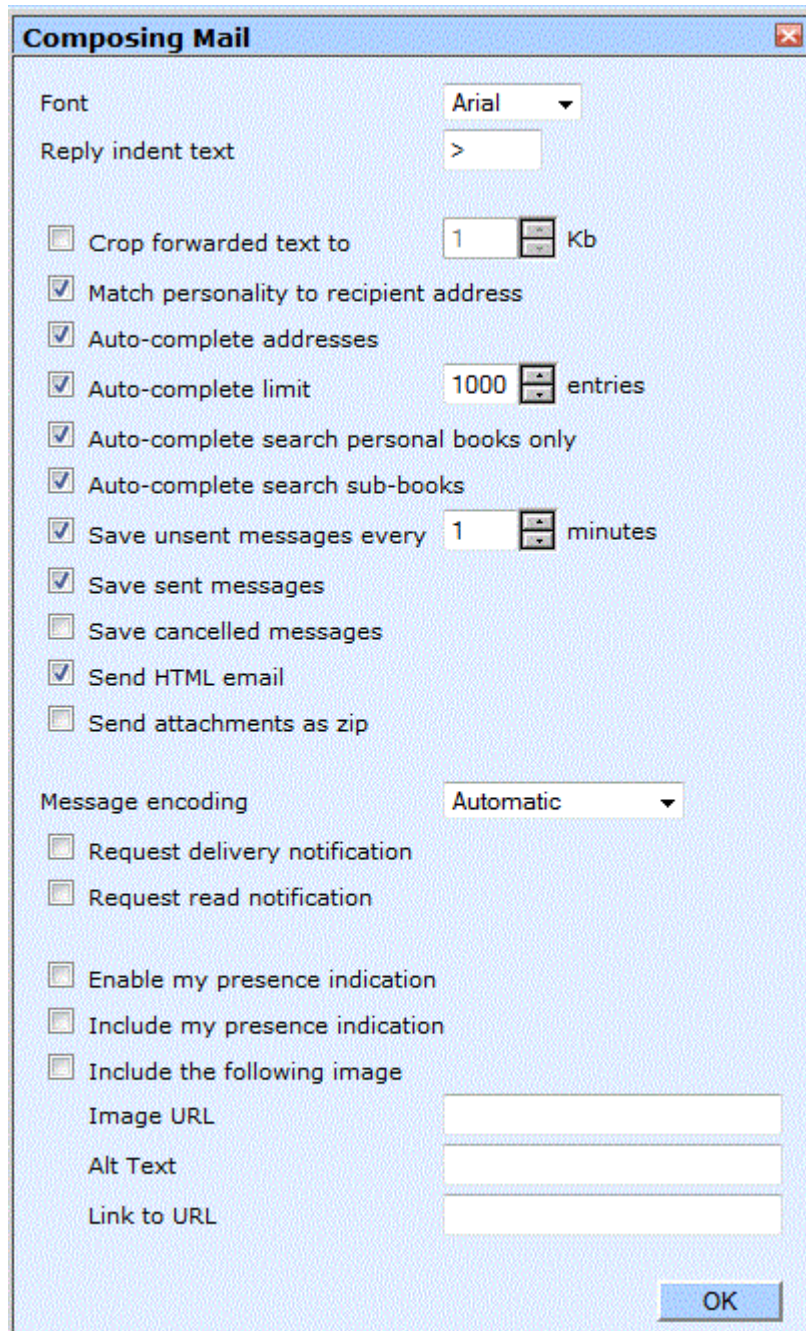 Composing Mail
Font Arial
Reply indent text >
Crop forwarded text to 1 Kb
Match personality to recipient address
Auto-complete addresses
Auto-complete limit 1000 entries
Auto-complete search personal books only
Auto-complete search sub-books
Save unsent messages every 1 minutes
Save sent messages
Save cancelled messages
Send HTML email
Send attachments as zip
Message encoding Automatic
Request delivery notification
Request read notification
Enable my presence indication
Include my presence indication
Include the following image
Image URL
Alt Text
Link to URL
OK